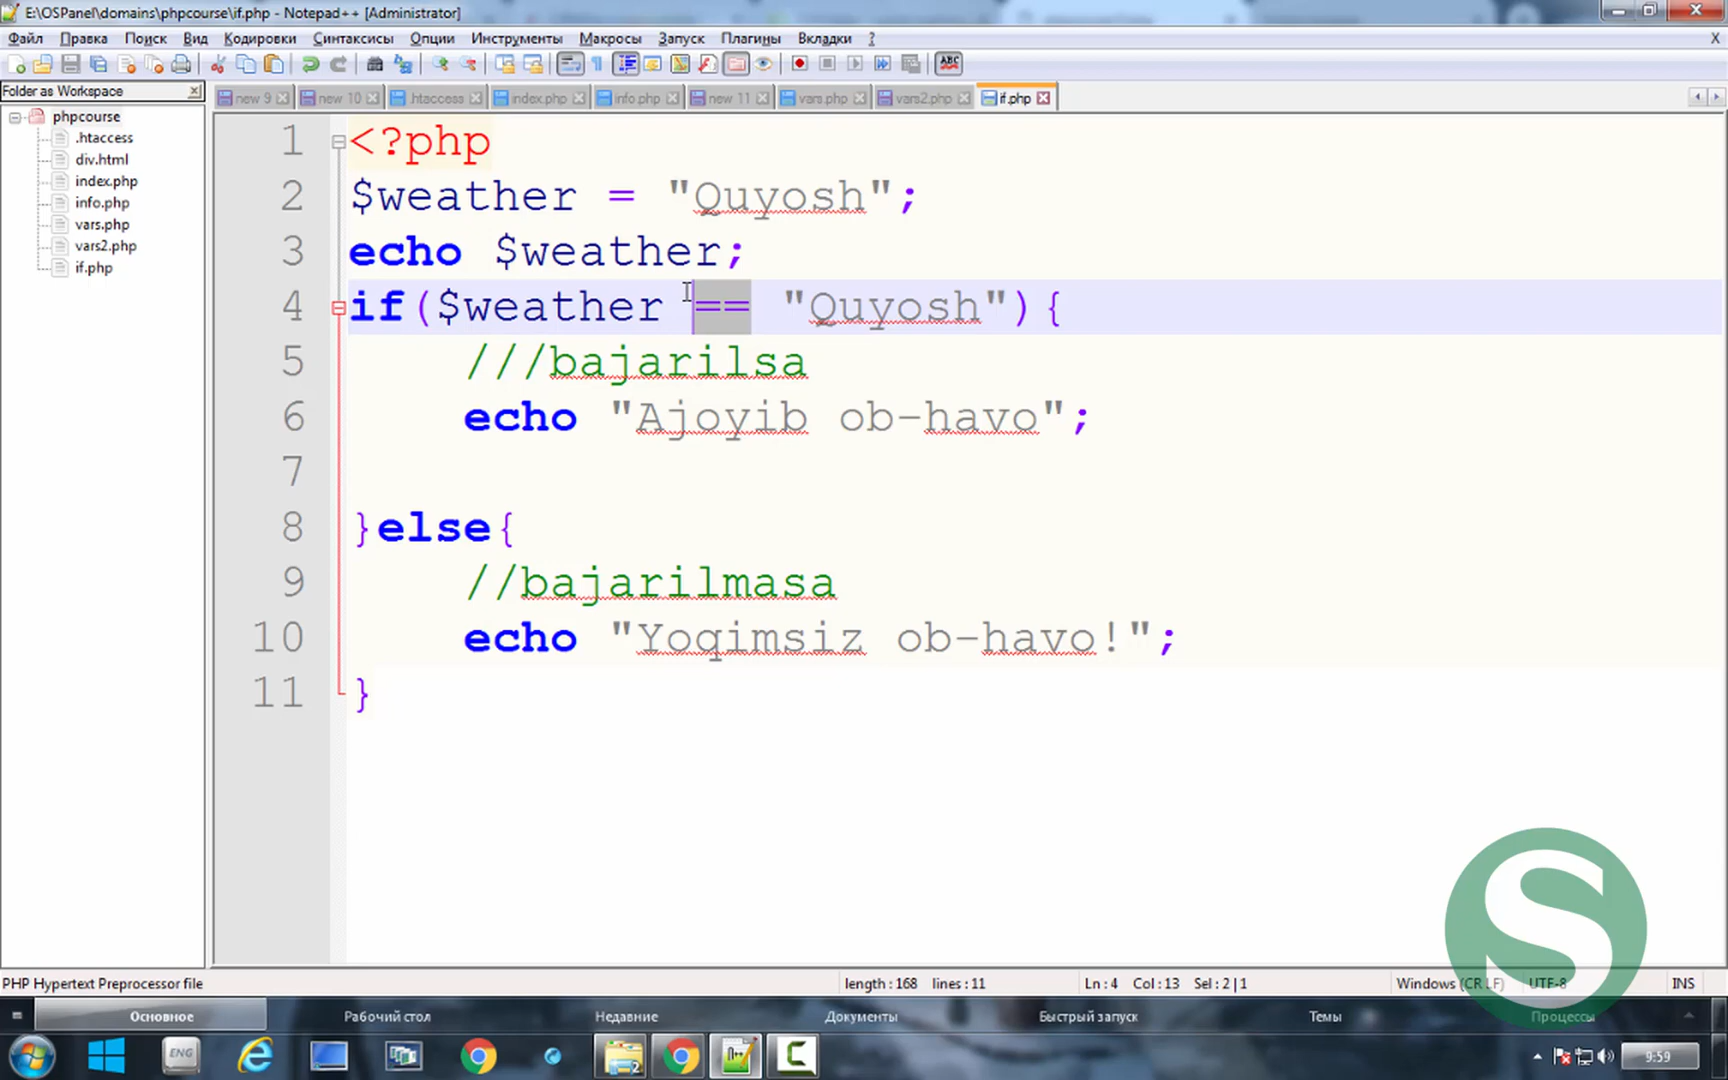 E:\OSPanel\domains\phpcourse\if.php - Notepad++ [Administrator]
Файл Правка Поиск Вид Кодировки Синтаксисы Опции Инструменты Макросы Запуск Плагины Вкладки ? X
ABC
Folder as Workspace
new 9 new 10 .htaccess index.php info.php new 11 vars.php vars2.php if.php
phpcourse
.htaccess
div.html
index.php
info.php
vars.php
vars2.php
if.php
1 <?php
2 $weather = "Quyosh";
3 echo $weather;
4 if($weather == "Quyosh"){
5 ///bajarilsa
6 echo "Ajoyib ob-havo";
7
8 }else{
9 //bajarilmasa
10 echo "Yoqimsiz ob-havo!";
11 }
S
PHP Hypertext Preprocessor file length : 168 lines : 11 Ln : 4 Col : 13 Sel : 2 | 1 Windows (CR LF) UTF-8 INS
Основное Рабочий стол Недавние Документы Быстрый запуск Темы Процессы
ENG 9:59